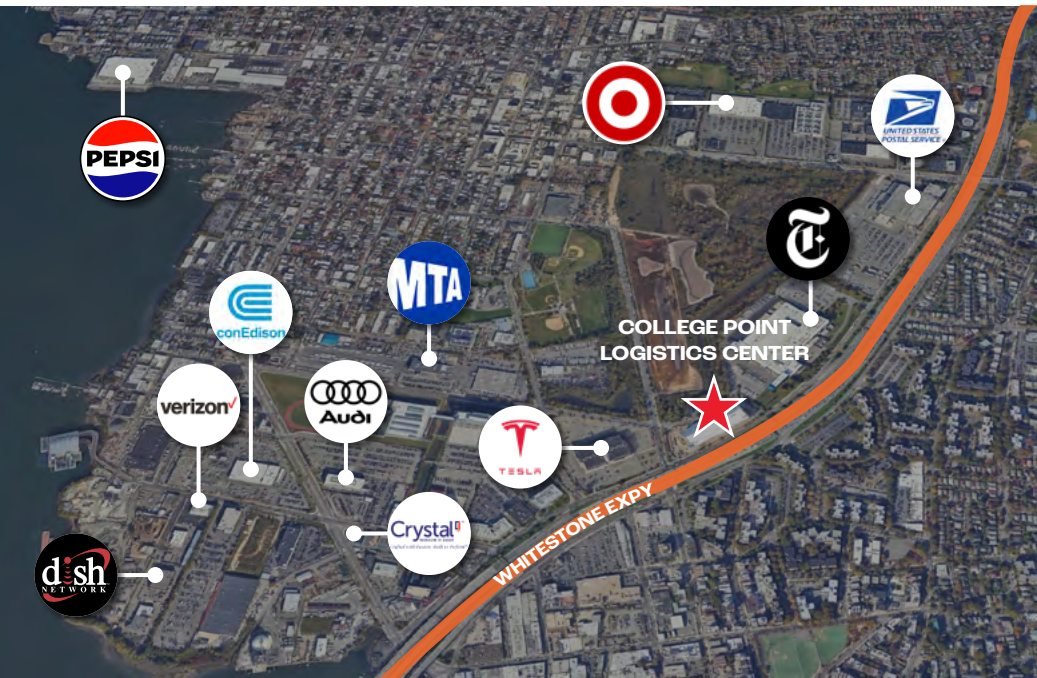 PEPSI
UNITED STATES
POSTAL SERVICE
T
MTA
conEdison
COLLEGE POINT
LOGISTICS CENTER
verizon
Audi
TESLA
Crystal
WHITESTONE EXPY
dish
NETWORK